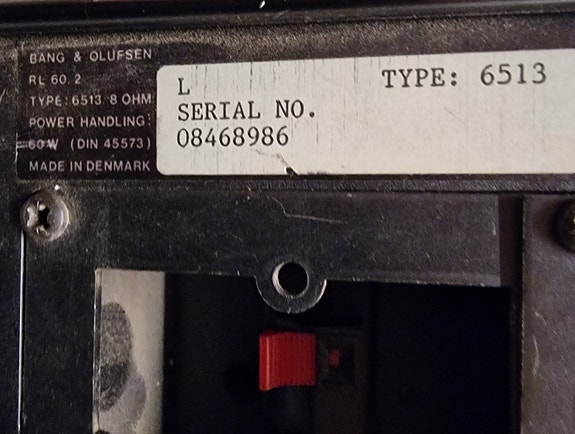 BANG & OLUFSEN
RL 60.2
TYPE: 6513 8 OHM
POWER HANDLING:
60 W (DIN 45573)
MADE IN DENMARK
L TYPE: 6513
SERIAL NO.
08468986